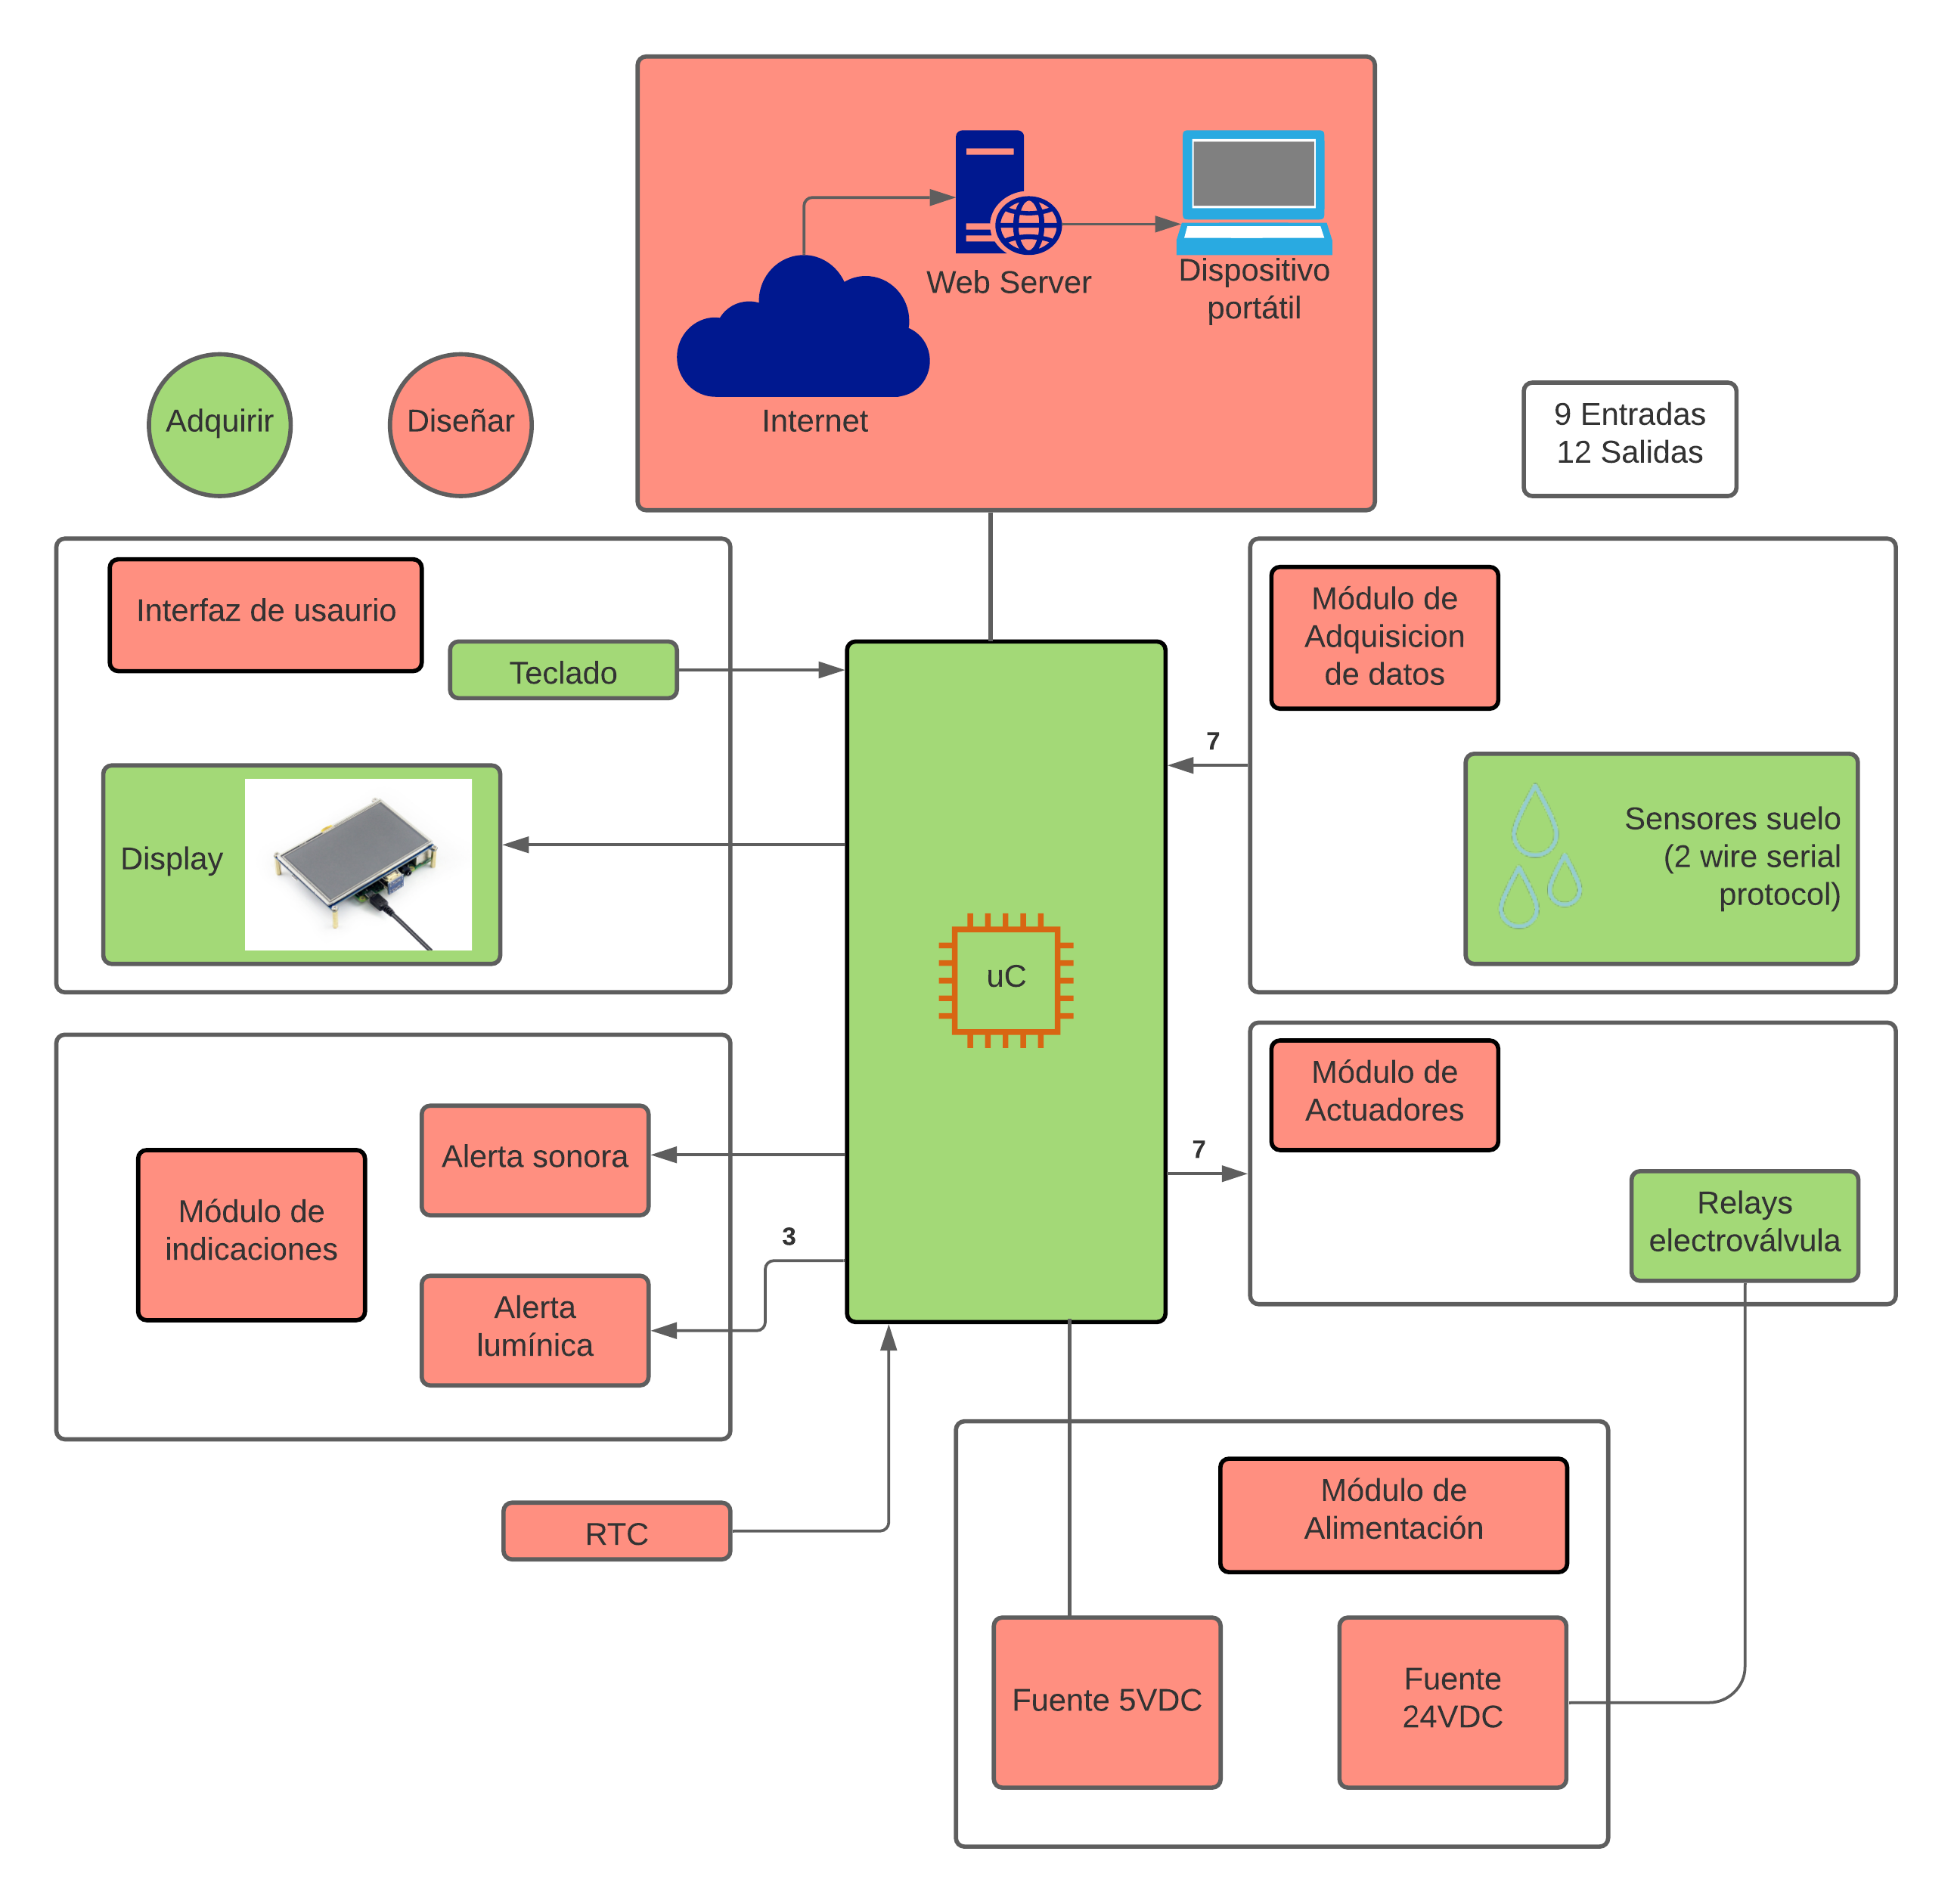 Web Server
Dispositivo
portátil
Internet
Adquirir
Diseñar
9 Entradas
12 Salidas
Interfaz de usaurio
Teclado
Display
Módulo de
Adquisicion
de datos
7
Sensores suelo
(2 wire serial
protocol)
uC
Módulo de
indicaciones
Alerta sonora
3
Alerta
lumínica
7
Módulo de
Actuadores
Relays
electroválvula
RTC
Módulo de
Alimentación
Fuente 5VDC
Fuente
24VDC